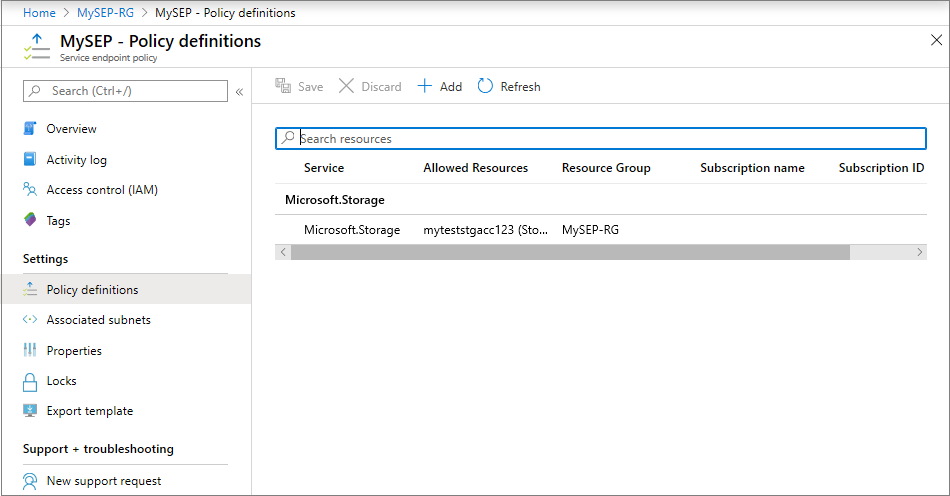 Home > MySEP-RG > MySEP - Policy definitions
MySEP - Policy definitions
Service endpoint policy
Search (Ctrl+/)
«
Overview
Activity log
Access control (IAM)
Tags
Settings
Policy definitions
Associated subnets
Properties
Locks
Export template
Support + troubleshooting
New support request
Save Discard Add Refresh
Search resources
Service Allowed Resources Resource Group Subscription name Subscription ID
Microsoft.Storage
Microsoft.Storage myteststgacc123 (Sto... MySEP-RG